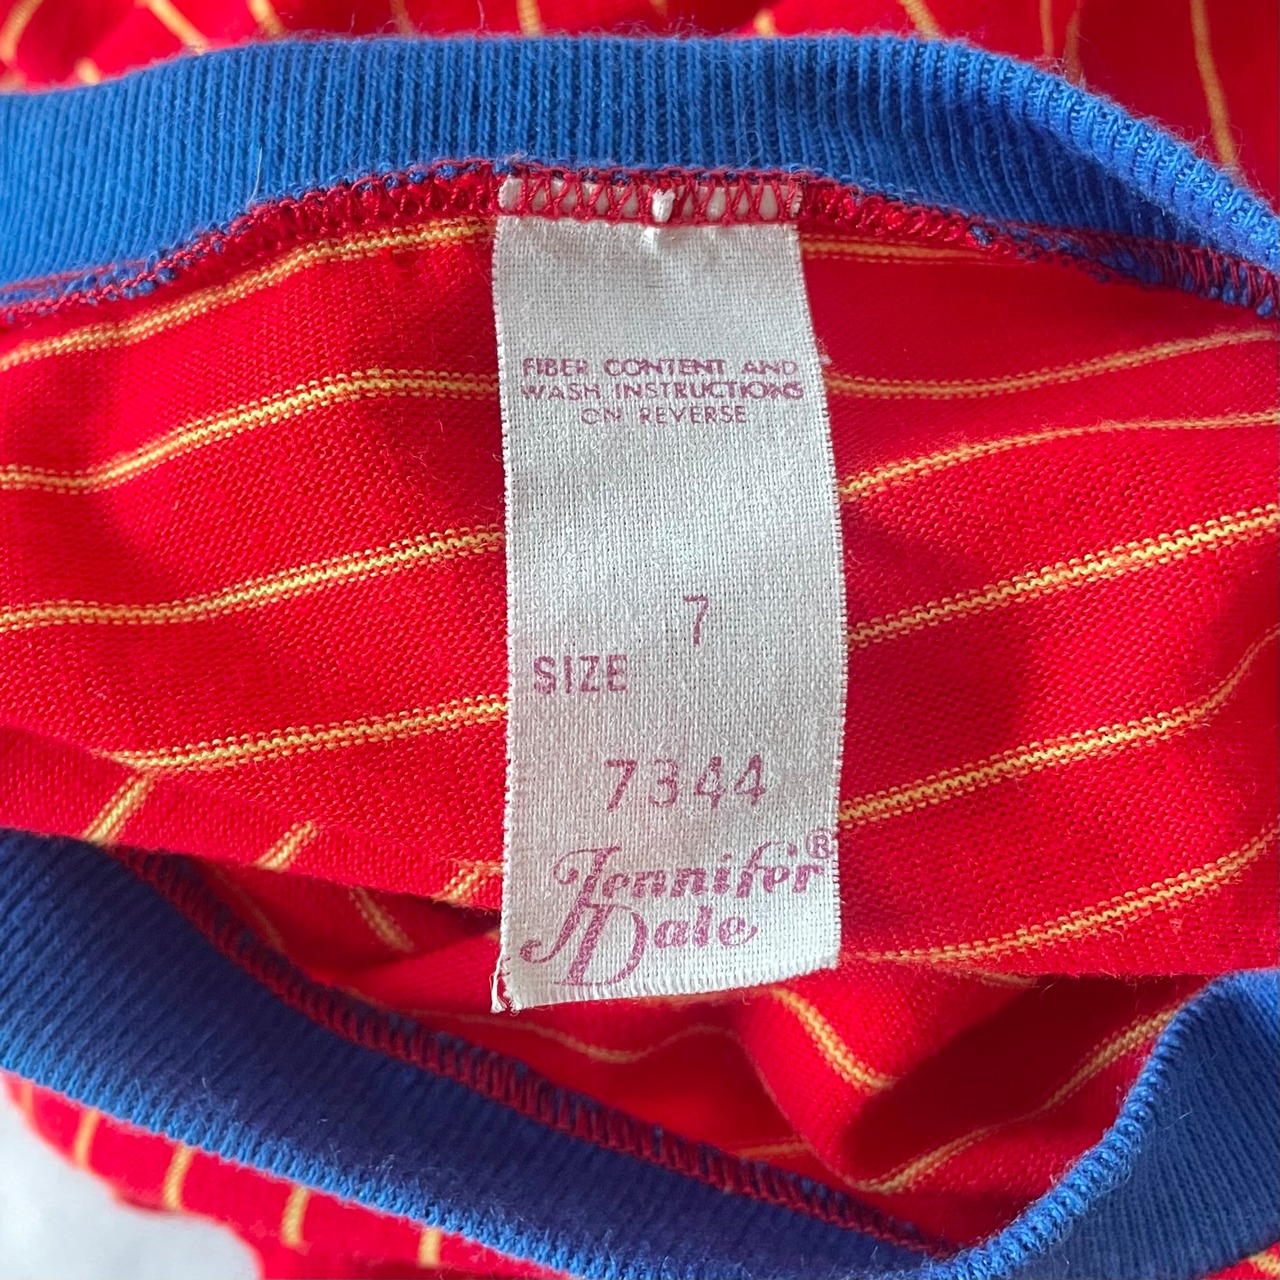 FIBER CONTENT AND
WASH INSTRUCTIONS
ON REVERSE
7
SIZE
7344
Jennifer®
Dale